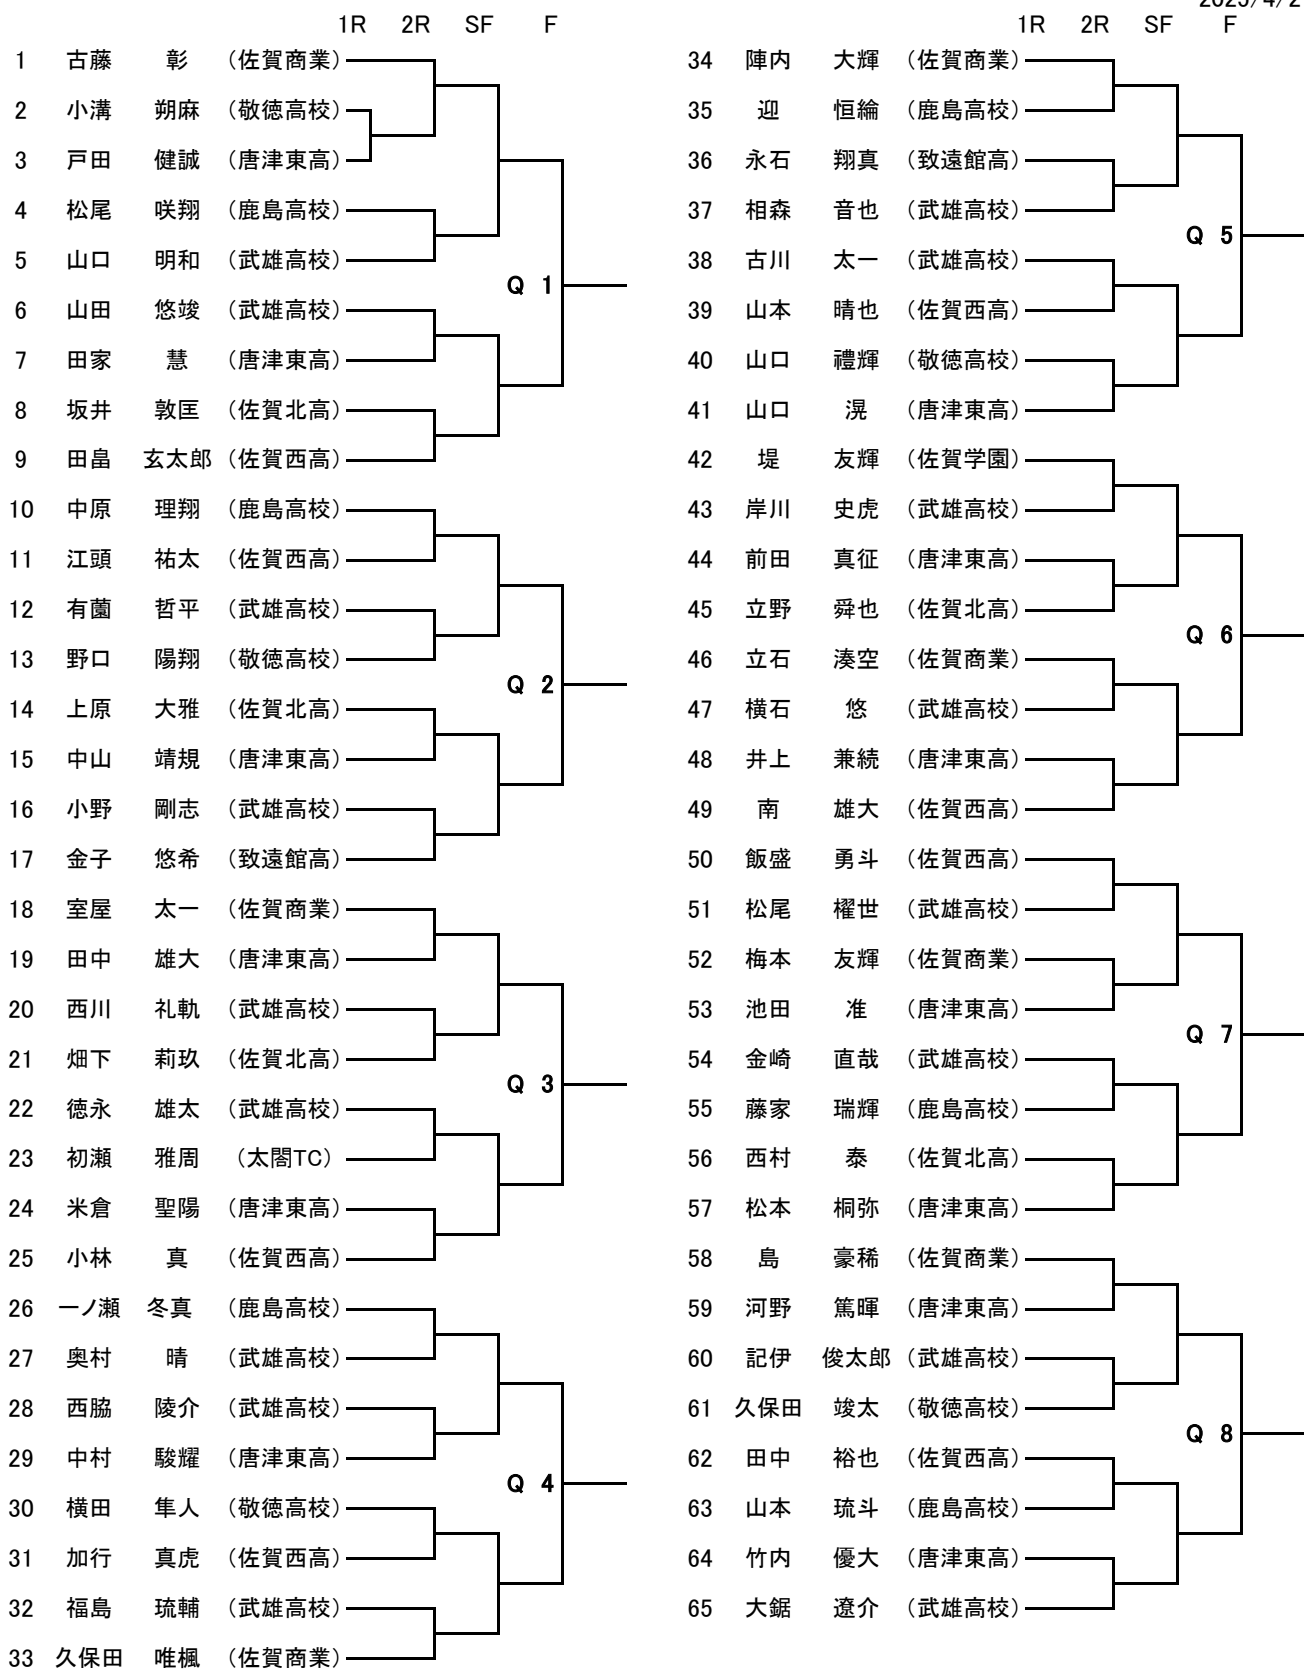 1R 2R SF F
1 古藤 彰 (佐賀商業)
2 小溝 朔麻 (敬徳高校)
3 戸田 健誠 (唐津東高)
4 松尾 咲翔 (鹿島高校)
5 山口 明和 (武雄高校)
Q 1
6 山田 悠竣 (武雄高校)
7 田家 慧 (唐津東高)
8 坂井 敦匡 (佐賀北高)
9 田畠 玄太郎 (佐賀西高)
10 中原 理翔 (鹿島高校)
11 江頭 祐太 (佐賀西高)
12 有薗 哲平 (武雄高校)
13 野口 陽翔 (敬徳高校)
Q 2
14 上原 大雅 (佐賀北高)
15 中山 靖規 (唐津東高)
16 小野 剛志 (武雄高校)
17 金子 悠希 (致遠館高)
18 室屋 太一 (佐賀商業)
19 田中 雄大 (唐津東高)
20 西川 礼軌 (武雄高校)
21 畑下 莉玖 (佐賀北高)
Q 3
22 徳永 雄太 (武雄高校)
23 初瀬 雅周 (太閤TC)
24 米倉 聖陽 (唐津東高)
25 小林 真 (佐賀西高)
26 一ノ瀬 冬真 (鹿島高校)
27 奥村 晴 (武雄高校)
28 西脇 陵介 (武雄高校)
29 中村 駿耀 (唐津東高)
Q 4
30 横田 隼人 (敬徳高校)
31 加行 真虎 (佐賀西高)
32 福島 琉輔 (武雄高校)
33 久保田 唯楓 (佐賀商業)
1R 2R SF F
34 陣内 大輝 (佐賀商業)
35 迎 恒綸 (鹿島高校)
36 永石 翔真 (致遠館高)
37 相森 音也 (武雄高校)
Q 5
38 古川 太一 (武雄高校)
39 山本 晴也 (佐賀西高)
40 山口 禮輝 (敬徳高校)
41 山口 滉 (唐津東高)
42 堤 友輝 (佐賀学園)
43 岸川 史虎 (武雄高校)
44 前田 真征 (唐津東高)
45 立野 舜也 (佐賀北高)
Q 6
46 立石 湊空 (佐賀商業)
47 横石 悠 (武雄高校)
48 井上 兼続 (唐津東高)
49 南 雄大 (佐賀西高)
50 飯盛 勇斗 (佐賀西高)
51 松尾 櫂世 (武雄高校)
52 梅本 友輝 (佐賀商業)
53 池田 准 (唐津東高)
Q 7
54 金崎 直哉 (武雄高校)
55 藤家 瑞輝 (鹿島高校)
56 西村 泰 (佐賀北高)
57 松本 桐弥 (唐津東高)
58 島 豪稀 (佐賀商業)
59 河野 篤暉 (唐津東高)
60 記伊 俊太郎 (武雄高校)
61 久保田 竣太 (敬徳高校)
Q 8
62 田中 裕也 (佐賀西高)
63 山本 琉斗 (鹿島高校)
64 竹内 優大 (唐津東高)
65 大鋸 遼介 (武雄高校)